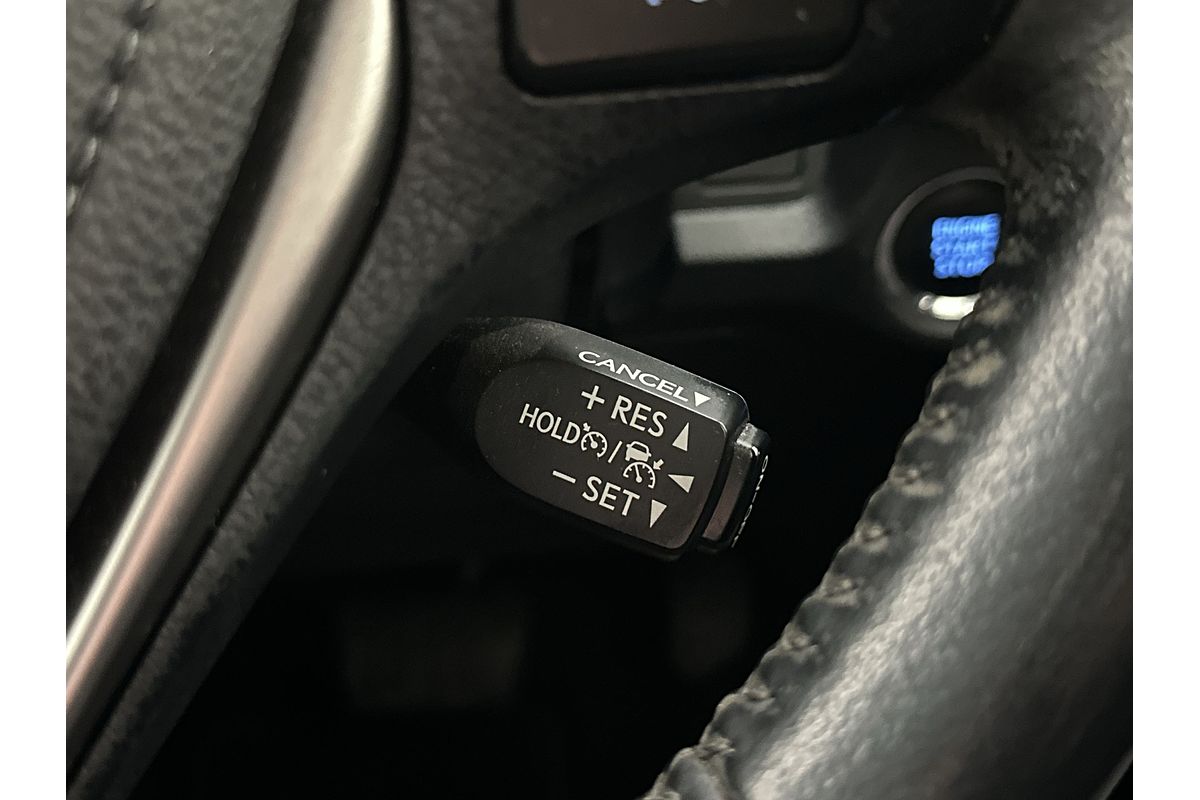 CANCEL
+ RES
HOLD /
− SET
ENGINE
START
STOP